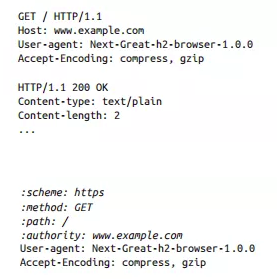 GET / HTTP/1.1
Host: www.example.com
User-agent: Next-Great-h2-browser-1.0.0
Accept-Encoding: compress, gzip
HTTP/1.1 200 OK
Content-type: text/plain
Content-length: 2
...
:scheme: https
:method: GET
:path: /
:authority: www.example.com
User-agent: Next-Great-h2-browser-1.0.0
Accept-Encoding: compress, gzip